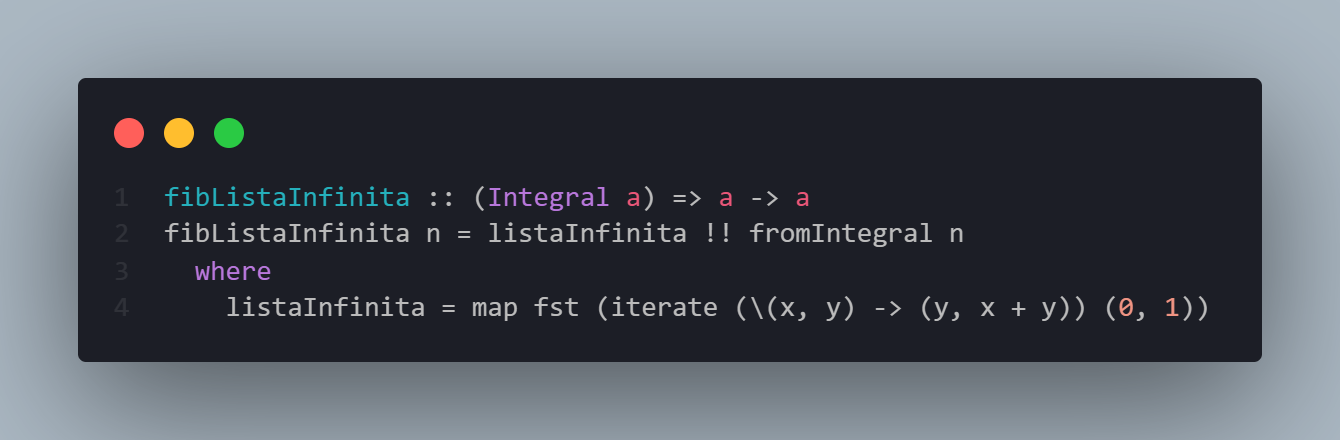 1 fibListaInfinita :: (Integral a) => a -> a
2 fibListaInfinita n = listaInfinita !! fromIntegral n
3   where
4     listaInfinita = map fst (iterate (\(x, y) -> (y, x + y)) (0, 1))